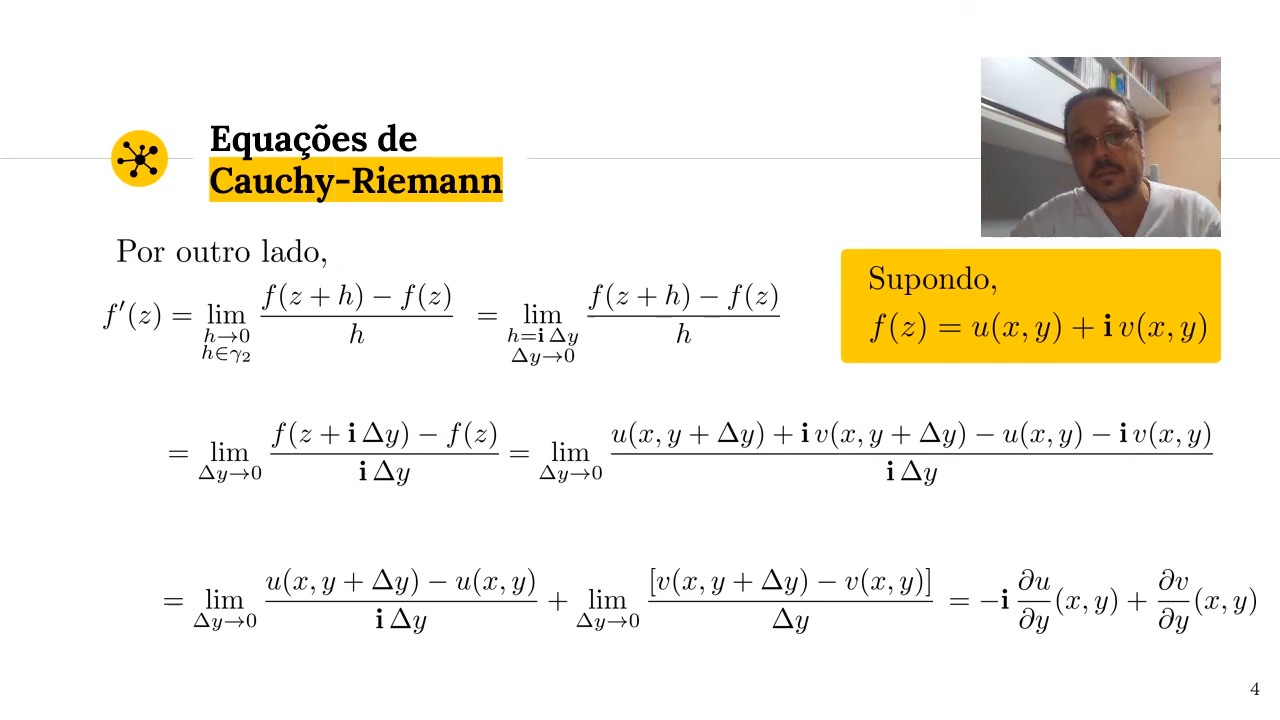 Equações de
Cauchy-Riemann
Por outro lado,
f′(z) = lim_{h→0, h∈γ₂} (f(z + h) − f(z))/h = lim_{h=i Δy, Δy→0} (f(z + h) − f(z))/h
Supondo,
f(z) = u(x, y) + i v(x, y)
= lim_{Δy→0} (f(z + i Δy) − f(z))/(i Δy) = lim_{Δy→0} (u(x, y + Δy) + i v(x, y + Δy) − u(x, y) − i v(x, y))/(i Δy)
= lim_{Δy→0} (u(x, y + Δy) − u(x, y))/(i Δy) + lim_{Δy→0} [v(x, y + Δy) − v(x, y)]/Δy = −i ∂u/∂y (x, y) + ∂v/∂y (x, y)
4